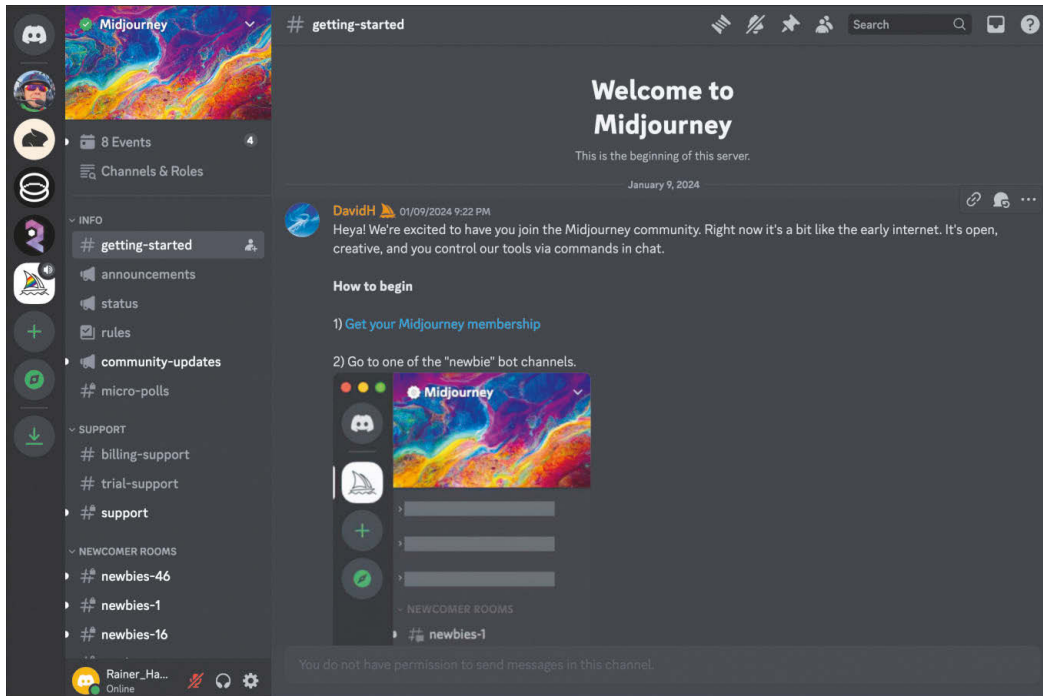 Midjourney
8 Events
4
Channels & Roles
INFO
getting-started
announcements
status
rules
community-updates
micro-polls
SUPPORT
billing-support
trial-support
support
NEWCOMER ROOMS
newbies-46
newbies-1
newbies-16
Rainer_Ha...
Online
# getting-started
Search
Welcome to
Midjourney
This is the beginning of this server.
January 9, 2024
DavidH 01/09/2024 9:22 PM
Heya! We're excited to have you join the Midjourney community. Right now it's a bit like the early internet. It's open,
creative, and you control our tools via commands in chat.
How to begin
1) Get your Midjourney membership
2) Go to one of the "newbie" bot channels.
Midjourney
NEWCOMER ROOMS
newbies-1
You do not have permission to send messages in this channel.